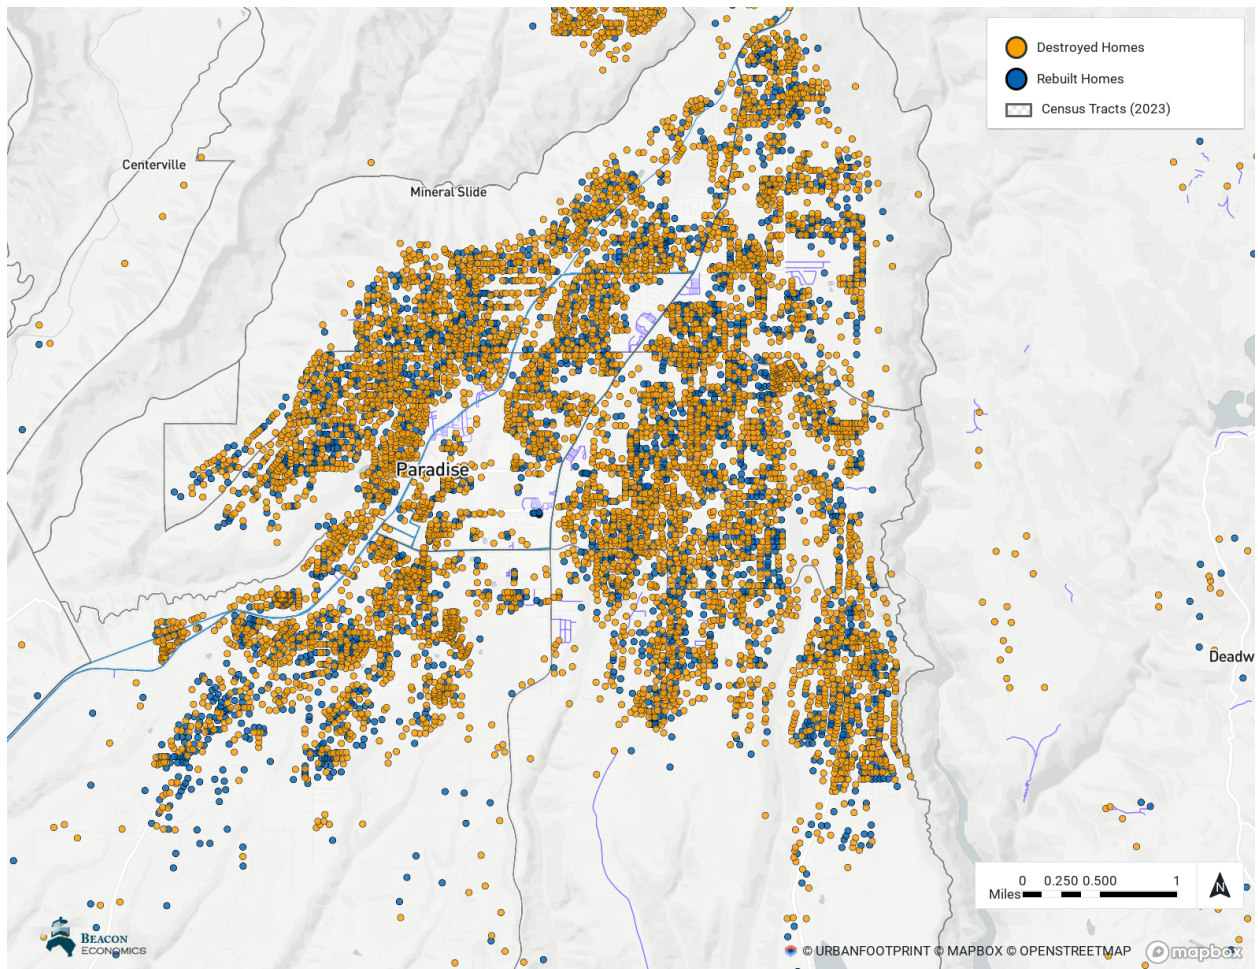 Destroyed Homes
Rebuilt Homes
Census Tracts (2023)
Centerville
Mineral Slide
Paradise
Deadw
0 0.250 0.500 1
Miles
N
BEACON
ECONOMICS
© URBANFOOTPRINT © MAPBOX © OPENSTREETMAP
mapbox